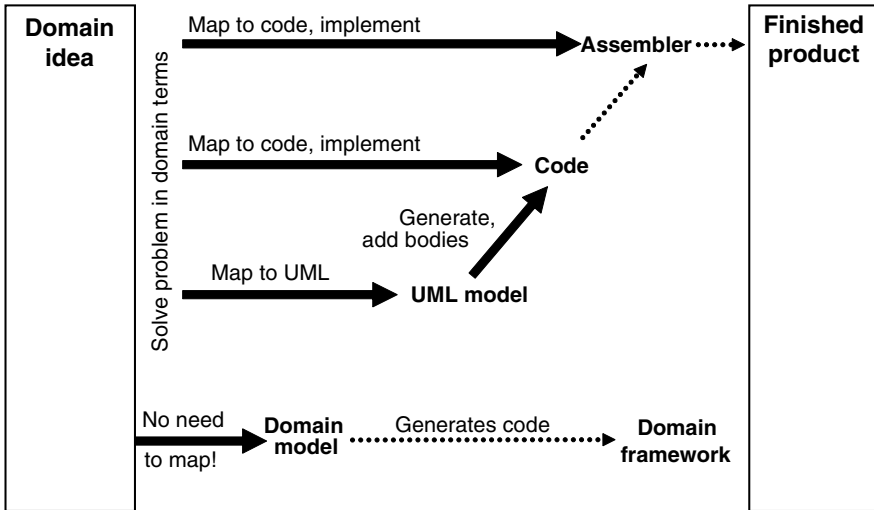 Domain
idea
Solve problem in domain terms
Map to code, implement
Assembler
Finished
product
Map to code, implement
Code
Generate,
add bodies
Map to UML
UML model
No need
to map!
Domain
model
Generates code
Domain
framework